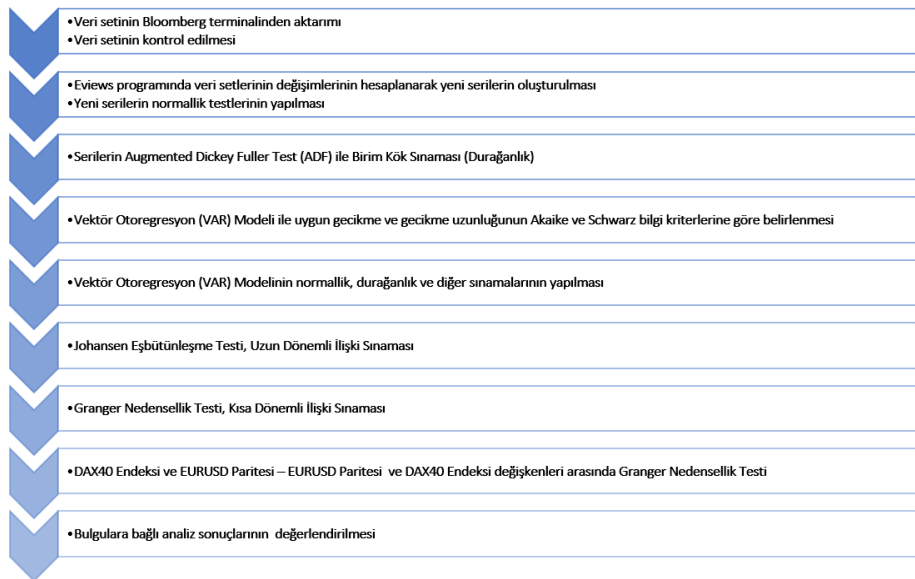 •Veri setinin Bloomberg terminalinden aktarımı
•Veri setinin kontrol edilmesi
•Eviews programında veri setlerinin değişimlerinin hesaplanarak yeni serilerin oluşturulması
•Yeni serilerin normallik testlerinin yapılması
•Serilerin Augmented Dickey Fuller Test (ADF) ile Birim Kök Sınaması (Durağanlık)
•Vektör Otoregresyon (VAR) Modeli ile uygun gecikme ve gecikme uzunluğunun Akaike ve Schwarz bilgi kriterlerine göre belirlenmesi
•Vektör Otoregresyon (VAR) Modelinin normallik, durağanlık ve diğer sınamalarının yapılması
•Johansen Eşbütünleşme Testi, Uzun Dönemli İlişki Sınaması
•Granger Nedensellik Testi, Kısa Dönemli İlişki Sınaması
•DAX40 Endeksi ve EURUSD Paritesi – EURUSD Paritesi ve DAX40 Endeksi değişkenleri arasında Granger Nedensellik Testi
•Bulgulara bağlı analiz sonuçlarının değerlendirilmesi